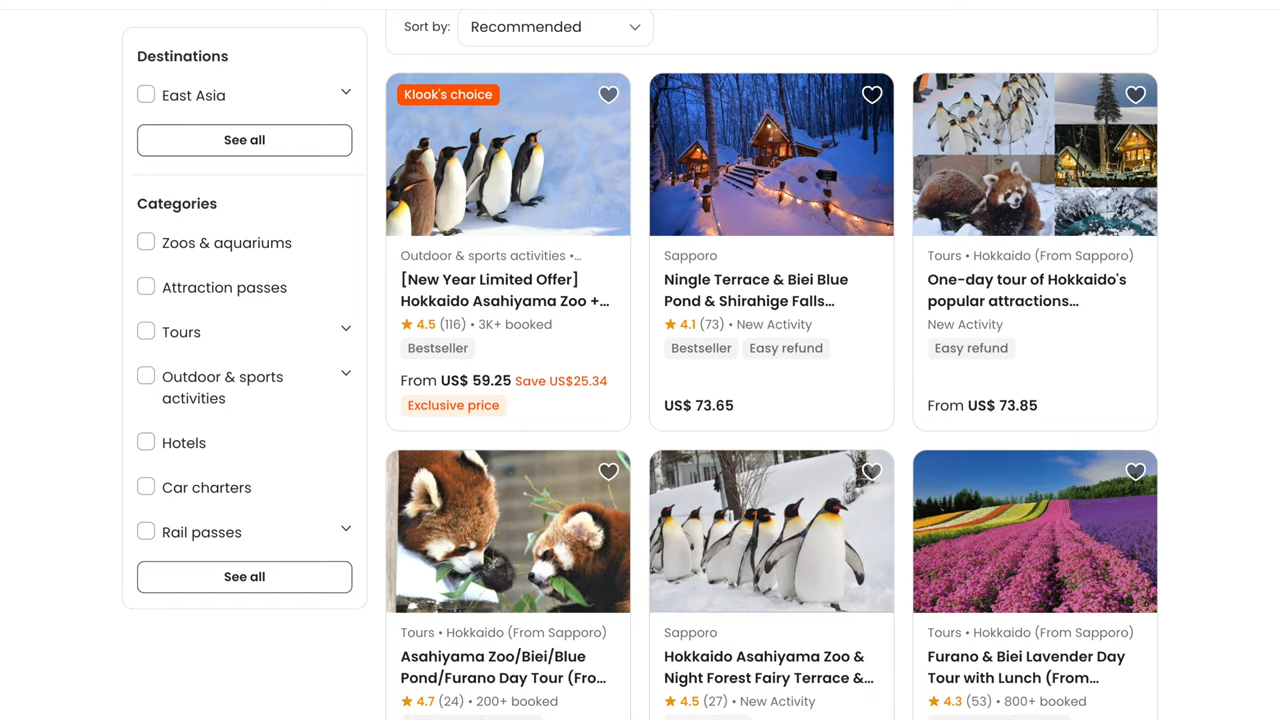 Sort by:
Recommended
Destinations
East Asia
See all
Categories
Zoos & aquariums
Attraction passes
Tours
Outdoor & sports
activities
Hotels
Car charters
Rail passes
See all
Klook's choice
Outdoor & sports activities •...
[New Year Limited Offer]
Hokkaido Asahiyama Zoo +...
4.5 (116) • 3K+ booked
Bestseller
From US$ 59.25 Save US$25.34
Exclusive price
Sapporo
Ningle Terrace & Biei Blue
Pond & Shirahige Falls...
4.1 (73) • New Activity
Bestseller Easy refund
US$ 73.65
Tours • Hokkaido (From Sapporo)
One-day tour of Hokkaido's
popular attractions...
New Activity
Easy refund
From US$ 73.85
Tours • Hokkaido (From Sapporo)
Asahiyama Zoo/Biei/Blue
Pond/Furano Day Tour (Fro...
4.7 (24) • 200+ booked
Sapporo
Hokkaido Asahiyama Zoo &
Night Forest Fairy Terrace &...
4.5 (27) • New Activity
Tours • Hokkaido (From Sapporo)
Furano & Biei Lavender Day
Tour with Lunch (From...
4.3 (53) • 800+ booked